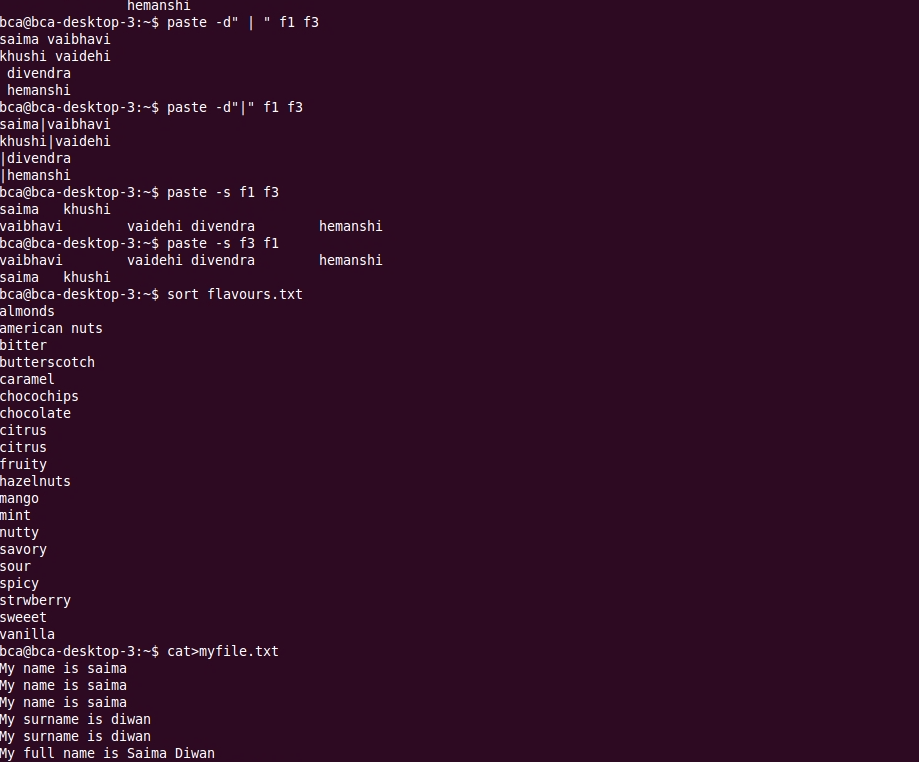 hemanshi
bca@bca-desktop-3:~$ paste -d" | " f1 f3
saima vaibhavi
khushi vaidehi
 divendra
 hemanshi
bca@bca-desktop-3:~$ paste -d"|" f1 f3
saima|vaibhavi
khushi|vaidehi
|divendra
|hemanshi
bca@bca-desktop-3:~$ paste -s f1 f3
saima   khushi
vaibhavi        vaidehi divendra        hemanshi
bca@bca-desktop-3:~$ paste -s f3 f1
vaibhavi        vaidehi divendra        hemanshi
saima   khushi
bca@bca-desktop-3:~$ sort flavours.txt
almonds
american nuts
bitter
butterscotch
caramel
chocochips
chocolate
citrus
citrus
fruity
hazelnuts
mango
mint
nutty
savory
sour
spicy
strwberry
sweeet
vanilla
bca@bca-desktop-3:~$ cat>myfile.txt
My name is saima
My name is saima
My name is saima
My surname is diwan
My surname is diwan
My full name is Saima Diwan